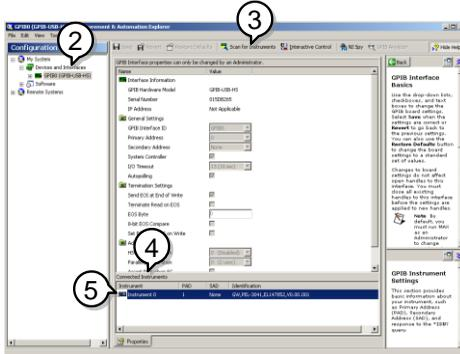 3
GPIB0 (GPIB-USB-HS) & Automation Explorer
File Edit View
2
Configuration
My System
Devices and Interfaces
GPIB0 (GPIB-USB-HS)
Software
Remote Systems
Save Revert Restore Defaults Scan for Instruments Interactive Control NI Spy GPIB Analyzer Hide Help
GPIB Interface properties can only be changed by an Administrator.
Name Value
Interface Information
GPIB Hardware Model GPIB-USB-HS
Serial Number
IP Address Not Applicable
General Settings
GPIB Interface ID GPIB0
Primary Address 0
Secondary Address None
System Controller
I/O Timeout
Autopolling
Termination Settings
Send EOI at End of Write
Terminate Read on EOS
EOS Byte 0
8-bit EOS Compare
on Write
4
Connected Instruments
5
Instrument PAD SAD Identification
Instrument 0 1 None
Properties
Back
GPIB Interface Basics
Use the drop-down lists,
checkboxes, and text
boxes to change the
GPIB board settings.
Select Save when the
settings are correct or
Revert to go back to
the previous settings.
You can also use the
Restore Defaults button
to change the board
settings to a standard
set of values.
Changes to board
settings do not affect
open handles to this
interface. You must
close all existing
handles to this interface
before the settings are
applied to new handles.
Note By
default, you
must run MAX
as an
Administrator
to change
GPIB Instrument
Settings
This section provides
basic information about
your instrument, such
as Primary Address
(PAD), Secondary
Address (SAD), and
response to the *IDN?
query.